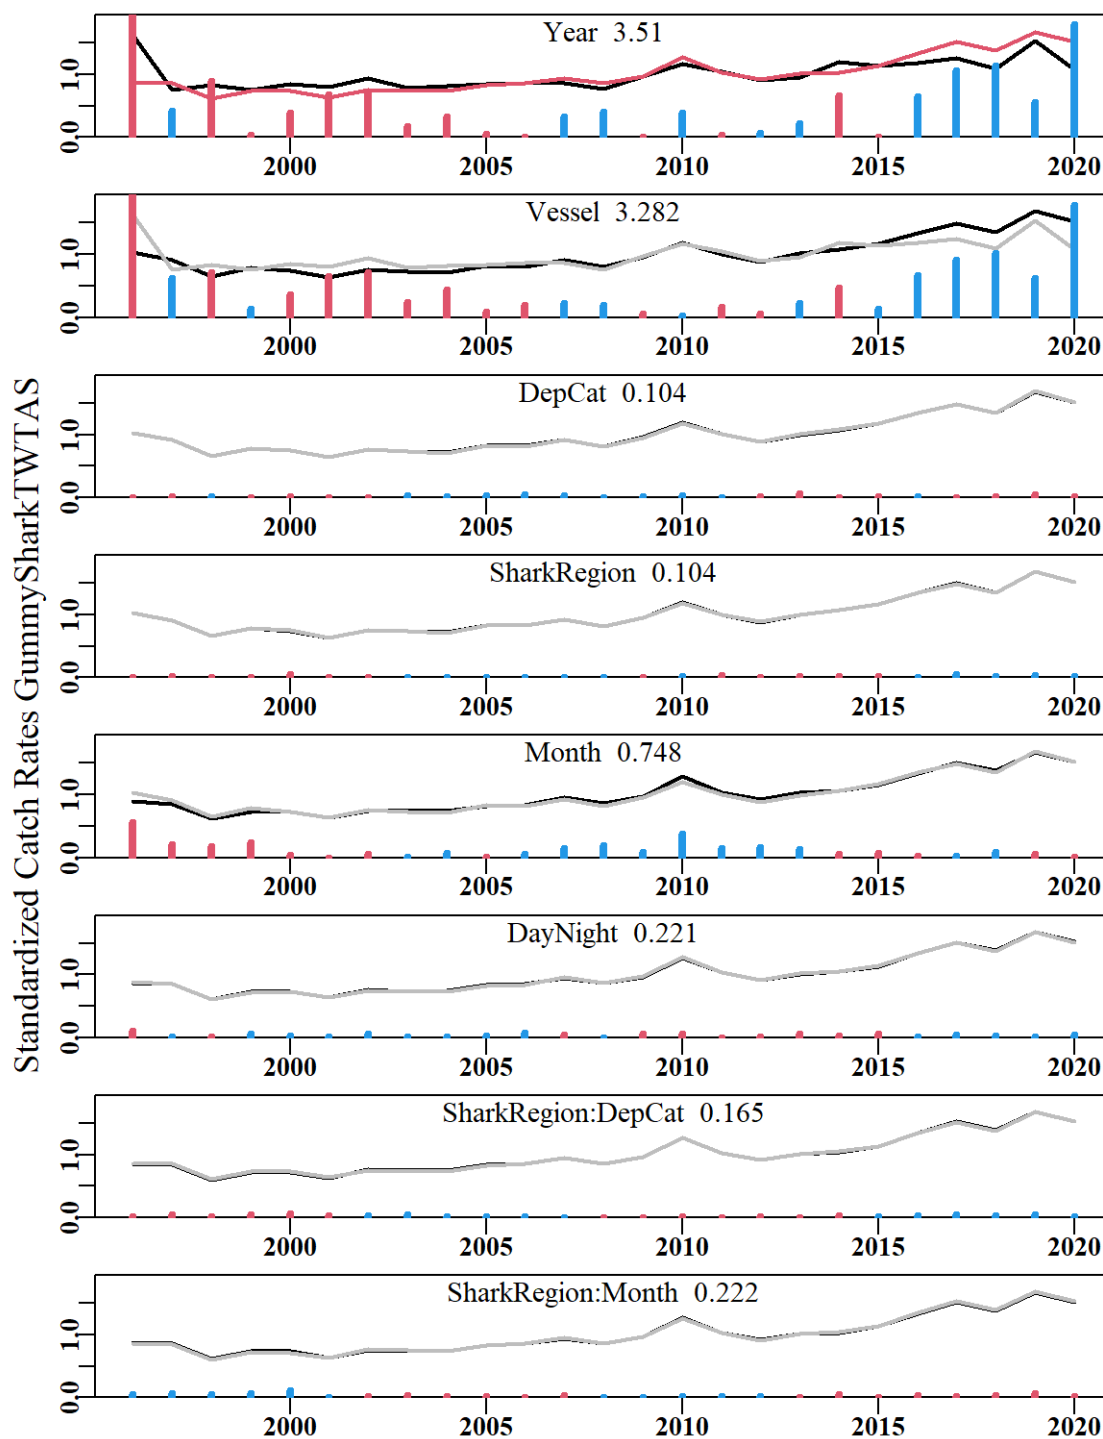 Standardized Catch Rates GummySharkTWTAS
Year 3.51
0.0 1.0
2000 2005 2010 2015 2020
Vessel 3.282
0.0 1.0
2000 2005 2010 2015 2020
DepCat 0.104
0.0 1.0
2000 2005 2010 2015 2020
SharkRegion 0.104
0.0 1.0
2000 2005 2010 2015 2020
Month 0.748
0.0 1.0
2000 2005 2010 2015 2020
DayNight 0.221
0.0 1.0
2000 2005 2010 2015 2020
SharkRegion:DepCat 0.165
0.0 1.0
2000 2005 2010 2015 2020
SharkRegion:Month 0.222
0.0 1.0
2000 2005 2010 2015 2020